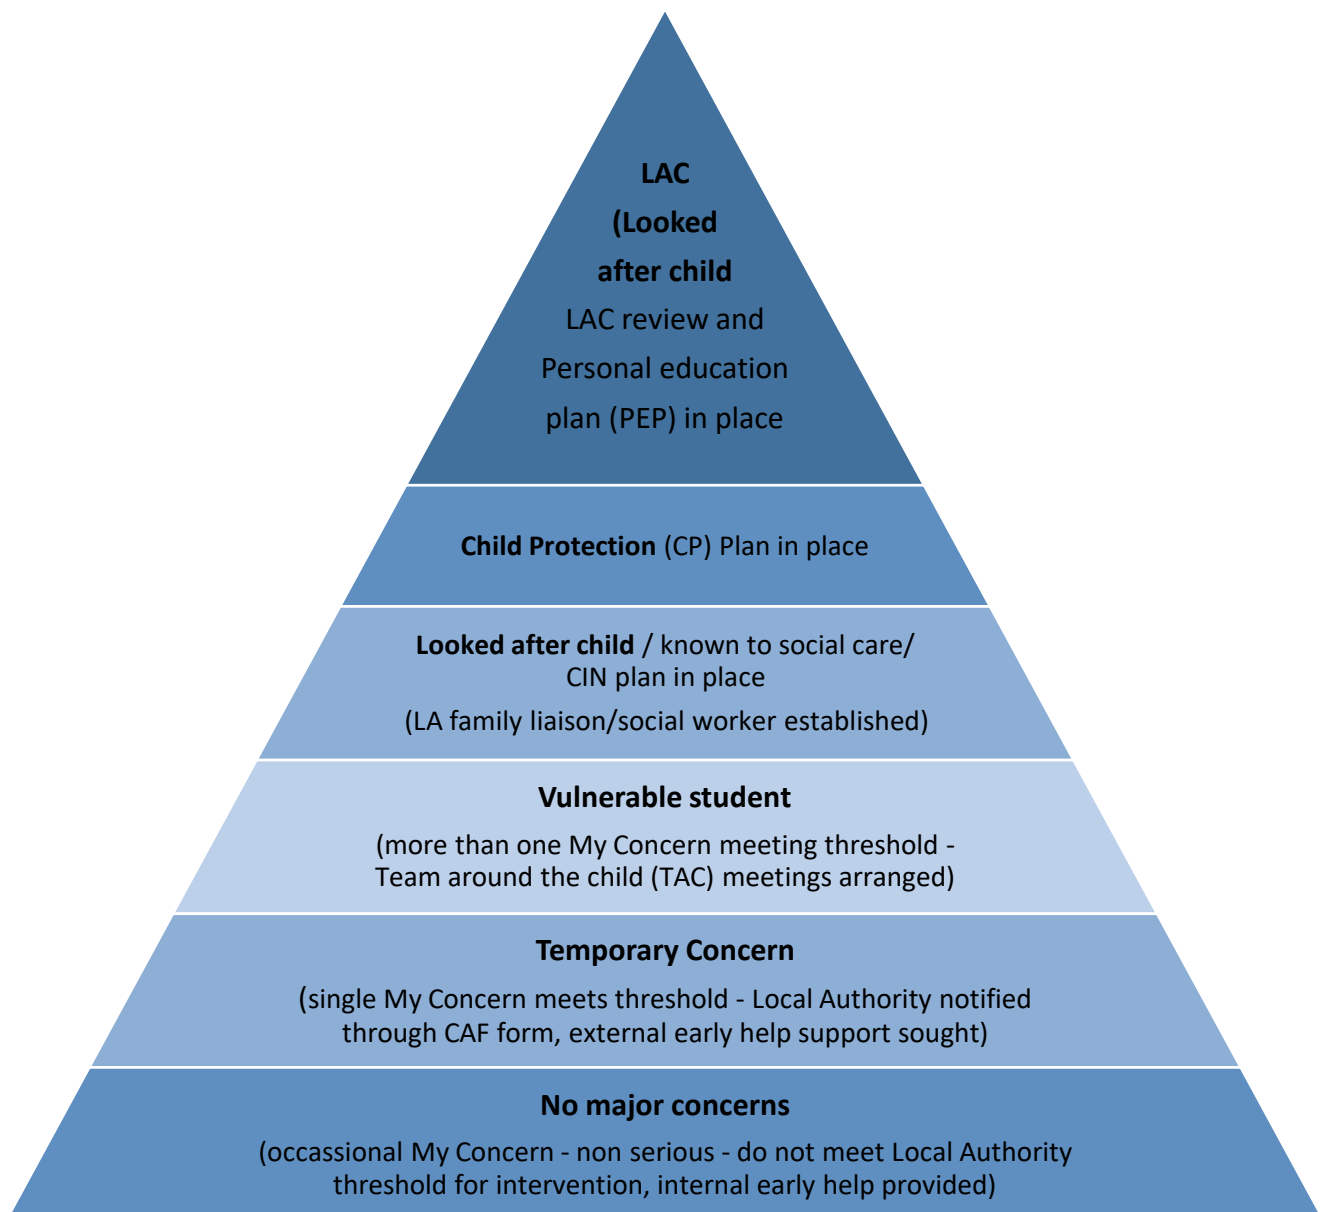 LAC
(Looked
after child
LAC review and
Personal education
plan (PEP) in place
Child Protection (CP) Plan in place
Looked after child / known to social care/
CIN plan in place
(LA family liaison/social worker established)
Vulnerable student
(more than one My Concern meeting threshold -
Team around the child (TAC) meetings arranged)
Temporary Concern
(single My Concern meets threshold - Local Authority notified
through CAF form, external early help support sought)
No major concerns
(occassional My Concern - non serious - do not meet Local Authority
threshold for intervention, internal early help provided)